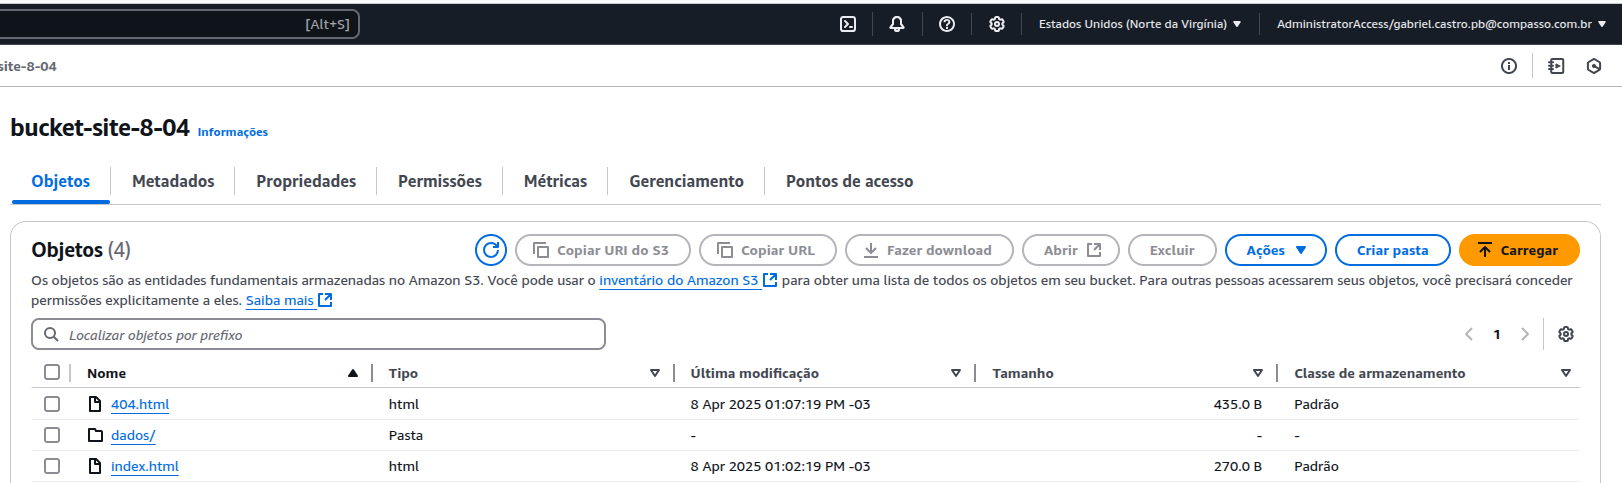 [Alt+S] Estados Unidos (Norte da Virgínia) AdministratorAccess/gabriel.castro.pb@compasso.com.br
site-8-04
bucket-site-8-04 Informações
Objetos Metadados Propriedades Permissões Métricas Gerenciamento Pontos de acesso
Objetos (4) Copiar URI do S3 Copiar URL Fazer download Abrir Excluir Ações Criar pasta Carregar
Os objetos são as entidades fundamentais armazenadas no Amazon S3. Você pode usar o inventário do Amazon S3 para obter uma lista de todos os objetos em seu bucket. Para outras pessoas acessarem seus objetos, você precisará conceder
permissões explicitamente a eles. Saiba mais
Localizar objetos por prefixo 1
Nome Tipo Última modificação Tamanho Classe de armazenamento
404.html html 8 Apr 2025 01:07:19 PM -03 435.0 B Padrão
dados/ Pasta - - -
index.html html 8 Apr 2025 01:02:19 PM -03 270.0 B Padrão